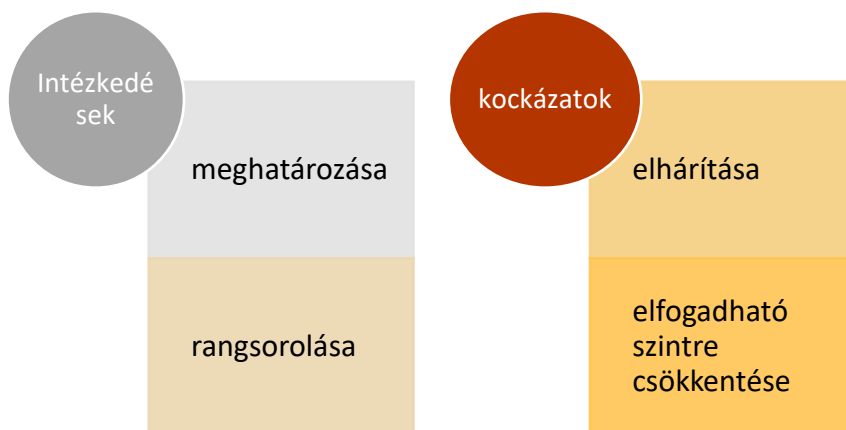 Intézkedé
sek
meghatározása
rangsorolása
kockázatok
elhárítása
elfogadható
szintre
csökkentése